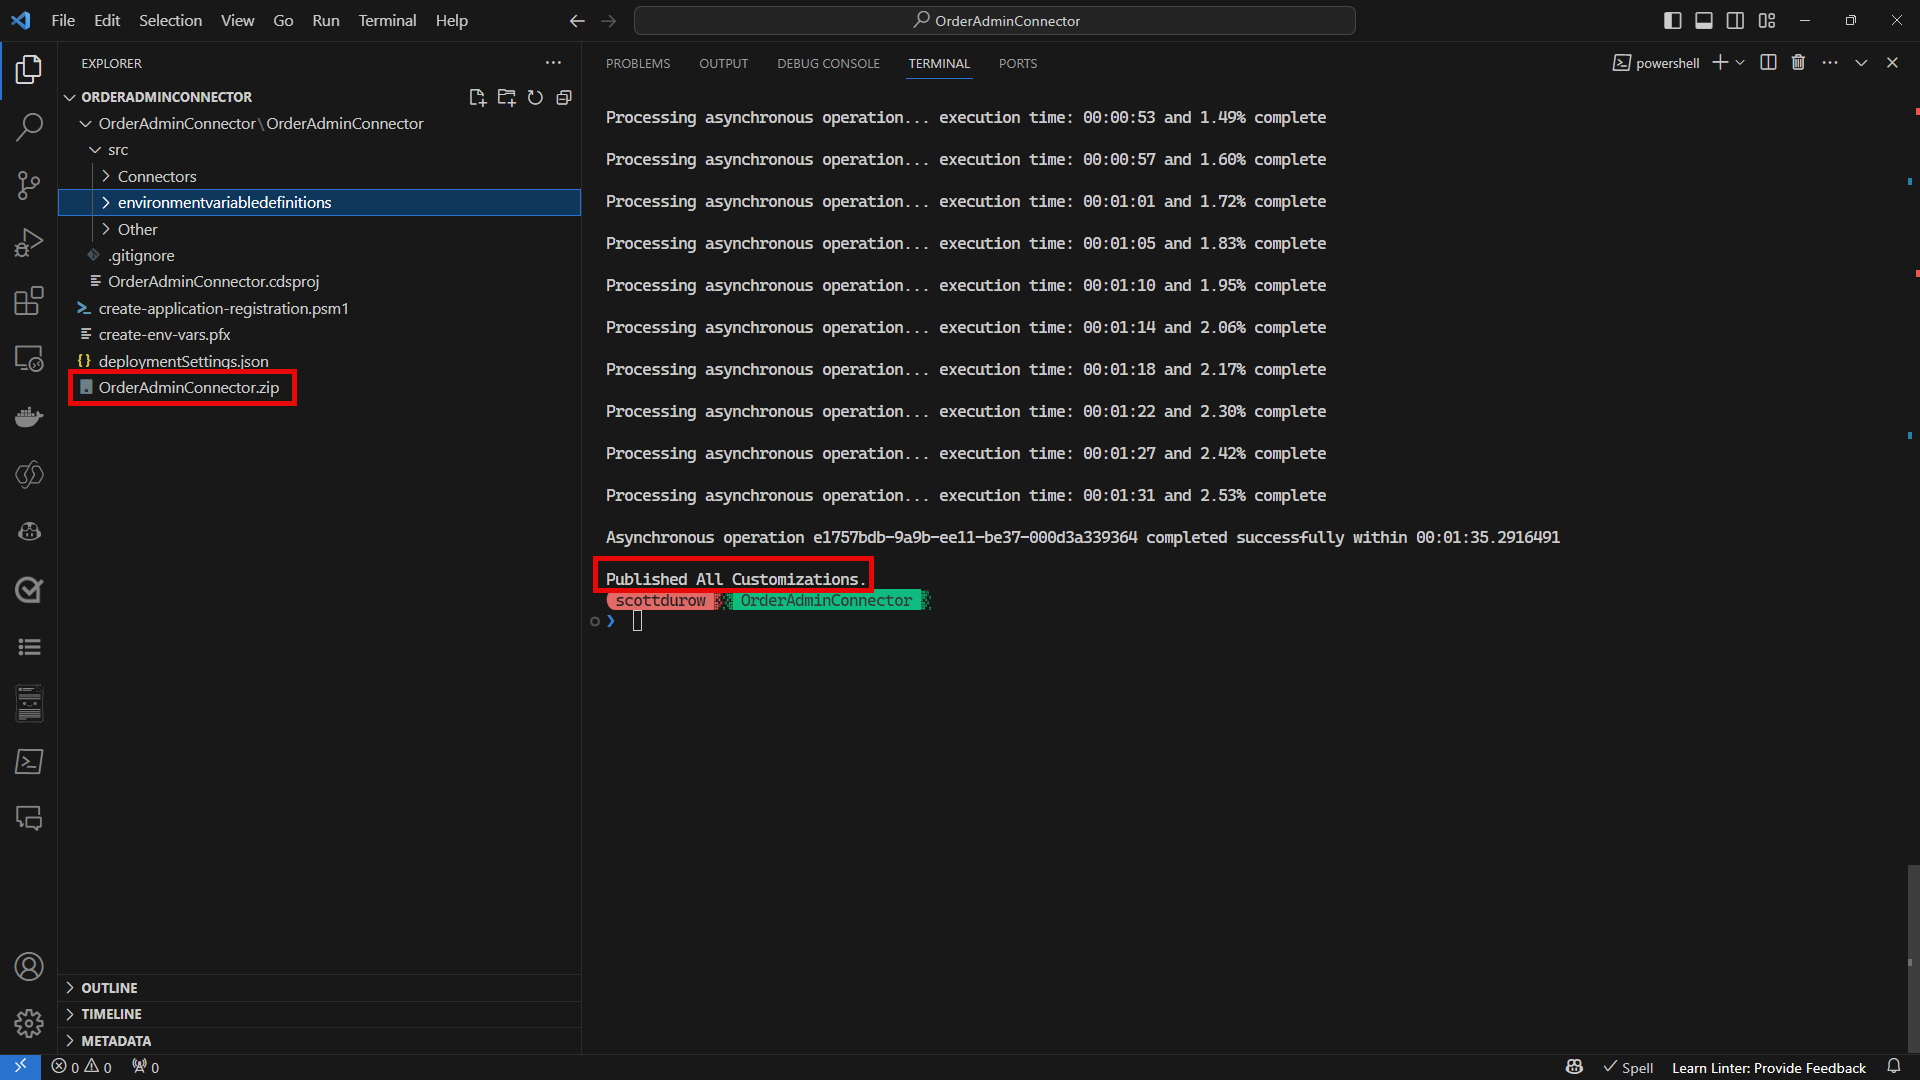 File Edit Selection View Go Run Terminal Help
OrderAdminConnector
EXPLORER
ORDERADMINCONNECTOR
OrderAdminConnector\OrderAdminConnector
src
Connectors
environmentvariabledefinitions
Other
.gitignore
OrderAdminConnector.cdsproj
create-application-registration.psm1
create-env-vars.pfx
deploymentSettings.json
OrderAdminConnector.zip
OUTLINE
TIMELINE
METADATA
PROBLEMS OUTPUT DEBUG CONSOLE TERMINAL PORTS
powershell
Processing asynchronous operation... execution time: 00:00:53 and 1.49% complete
Processing asynchronous operation... execution time: 00:00:57 and 1.60% complete
Processing asynchronous operation... execution time: 00:01:01 and 1.72% complete
Processing asynchronous operation... execution time: 00:01:05 and 1.83% complete
Processing asynchronous operation... execution time: 00:01:10 and 1.95% complete
Processing asynchronous operation... execution time: 00:01:14 and 2.06% complete
Processing asynchronous operation... execution time: 00:01:18 and 2.17% complete
Processing asynchronous operation... execution time: 00:01:22 and 2.30% complete
Processing asynchronous operation... execution time: 00:01:27 and 2.42% complete
Processing asynchronous operation... execution time: 00:01:31 and 2.53% complete
Asynchronous operation e1757bdb-9a9b-ee11-be37-000d3a339364 completed successfully within 00:01:35.2916491
Published All Customizations.
scottdurow OrderAdminConnector
0 0 0
Spell Learn Linter: Provide Feedback